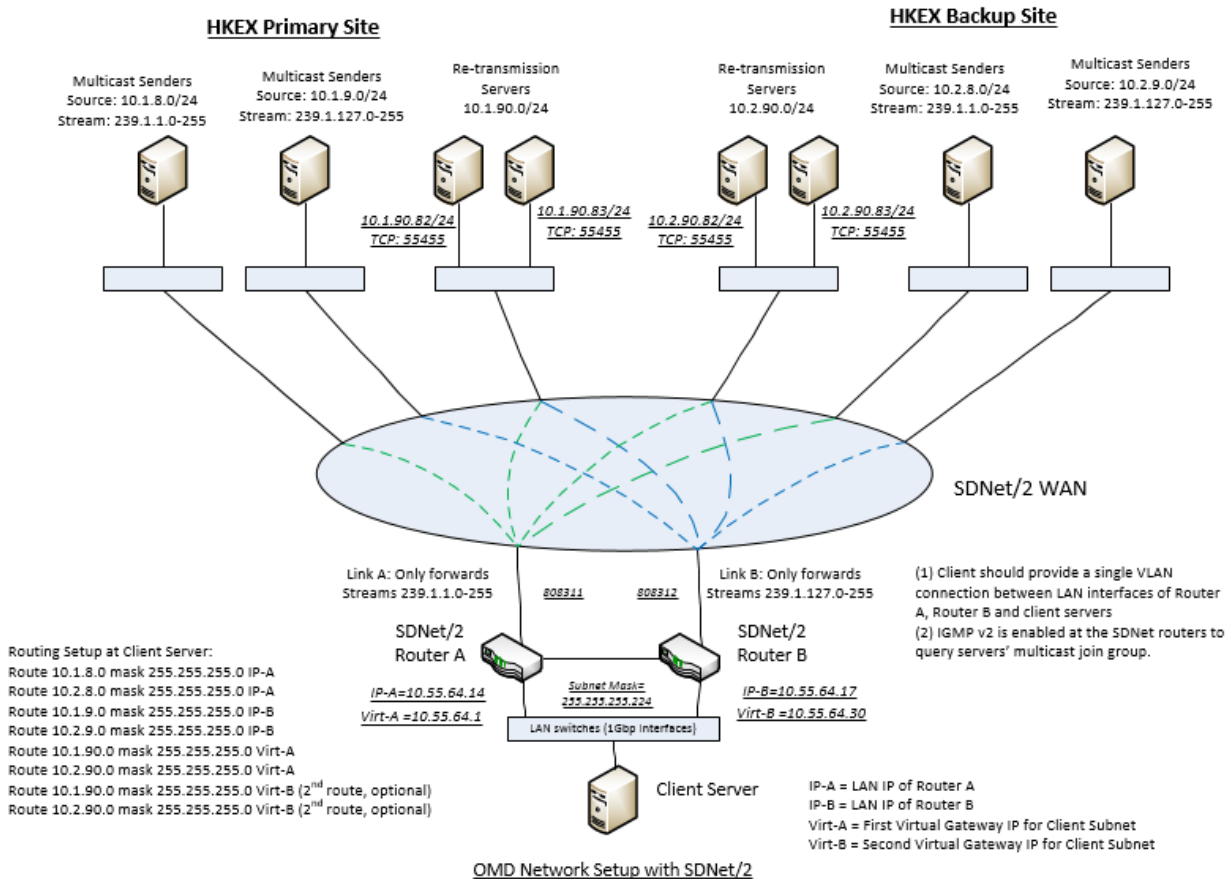 HKEX Primary Site
HKEX Backup Site
Multicast Senders
Source: 10.1.8.0/24
Stream: 239.1.1.0-255
Multicast Senders
Source: 10.1.9.0/24
Stream: 239.1.127.0-255
Re-transmission
Servers
10.1.90.0/24
Re-transmission
Servers
10.2.90.0/24
Multicast Senders
Source: 10.2.8.0/24
Stream: 239.1.1.0-255
Multicast Senders
Source: 10.2.9.0/24
Stream: 239.1.127.0-255
10.1.90.82/24
TCP: 55455
10.1.90.83/24
TCP: 55455
10.2.90.82/24
TCP: 55455
10.2.90.83/24
TCP: 55455
SDNet/2 WAN
Link A: Only forwards
Streams 239.1.1.0-255
808311
808312
Link B: Only forwards
Streams 239.1.127.0-255
(1) Client should provide a single VLAN
connection between LAN interfaces of Router
A, Router B and client servers
(2) IGMP v2 is enabled at the SDNet routers to
query servers' multicast join group.
SDNet/2
Router A
SDNet/2
Router B
IP-A=10.55.64.14
Virt-A =10.55.64.1
Subnet Mask=
255.255.255.224
IP-B=10.55.64.17
Virt-B =10.55.64.30
LAN switches (1Gbp Interfaces)
Routing Setup at Client Server:
Route 10.1.8.0 mask 255.255.255.0 IP-A
Route 10.2.8.0 mask 255.255.255.0 IP-A
Route 10.1.9.0 mask 255.255.255.0 IP-B
Route 10.2.9.0 mask 255.255.255.0 IP-B
Route 10.1.90.0 mask 255.255.255.0 Virt-A
Route 10.2.90.0 mask 255.255.255.0 Virt-A
Route 10.1.90.0 mask 255.255.255.0 Virt-B (2nd route, optional)
Route 10.2.90.0 mask 255.255.255.0 Virt-B (2nd route, optional)
Client Server
IP-A = LAN IP of Router A
IP-B = LAN IP of Router B
Virt-A = First Virtual Gateway IP for Client Subnet
Virt-B = Second Virtual Gateway IP for Client Subnet
OMD Network Setup with SDNet/2